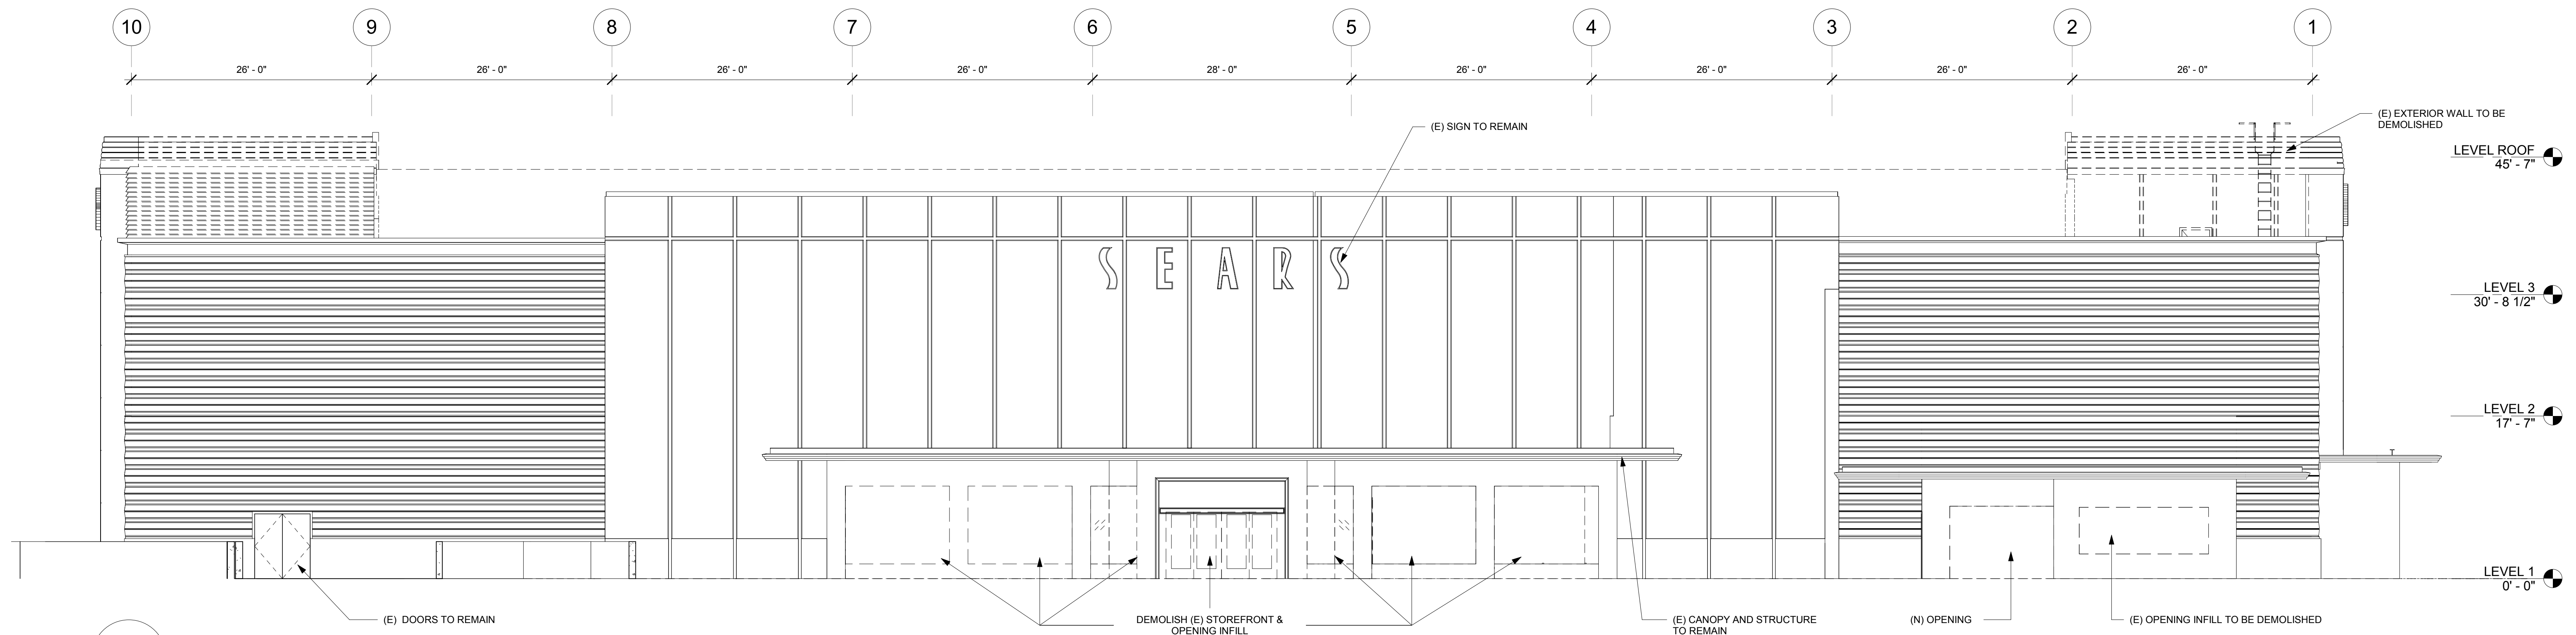 10 9 8 7 6 5 4 3 2 1
26' - 0" 26' - 0" 26' - 0" 26' - 0" 28' - 0" 26' - 0" 26' - 0" 26' - 0" 26' - 0"
(E) SIGN TO REMAIN
(E) EXTERIOR WALL TO BE
DEMOLISHED
LEVEL ROOF
45' - 7"
SEARS
LEVEL 3
30' - 8 1/2"
LEVEL 2
17' - 7"
LEVEL 1
0' - 0"
(E) DOORS TO REMAIN
DEMOLISH (E) STOREFRONT &
OPENING INFILL
(E) CANOPY AND STRUCTURE
TO REMAIN
(N) OPENING
(E) OPENING INFILL TO BE DEMOLISHED